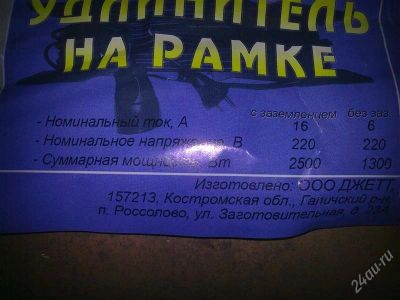 УДЛИНИТЕЛЬ
НА РАМКЕ
с заземлением без заз.
- Номинальный ток, А 16 6
- Номинальное напряжение, В 220 220
- Суммарная мощность, Вт 2500 1300
Изготовлено: ООО ДЖЕТТ,
157213, Костромская обл., Галичский р-н,
п. Россолово, ул. Заготовительная,
24au.ru